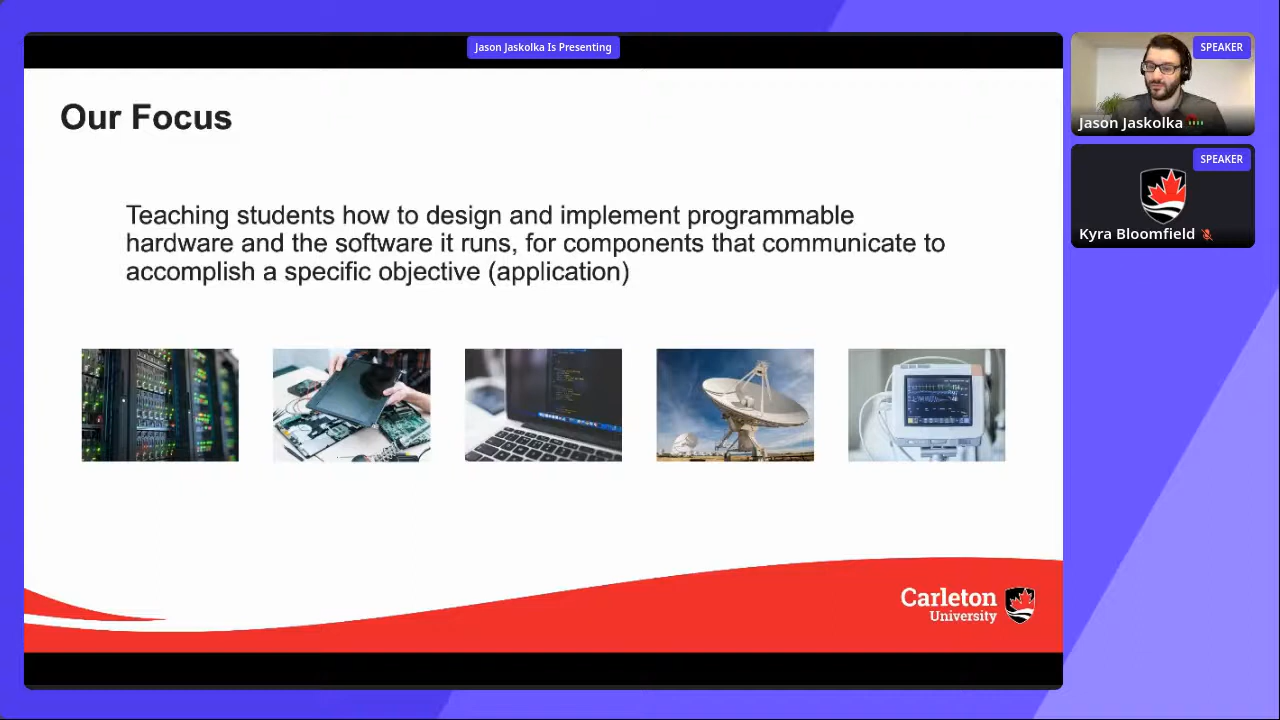 Jason Jaskolka Is Presenting
Our Focus
Teaching students how to design and implement programmable
hardware and the software it runs, for components that communicate to
accomplish a specific objective (application)
Carleton
University
SPEAKER
Jason Jaskolka
SPEAKER
Kyra Bloomfield